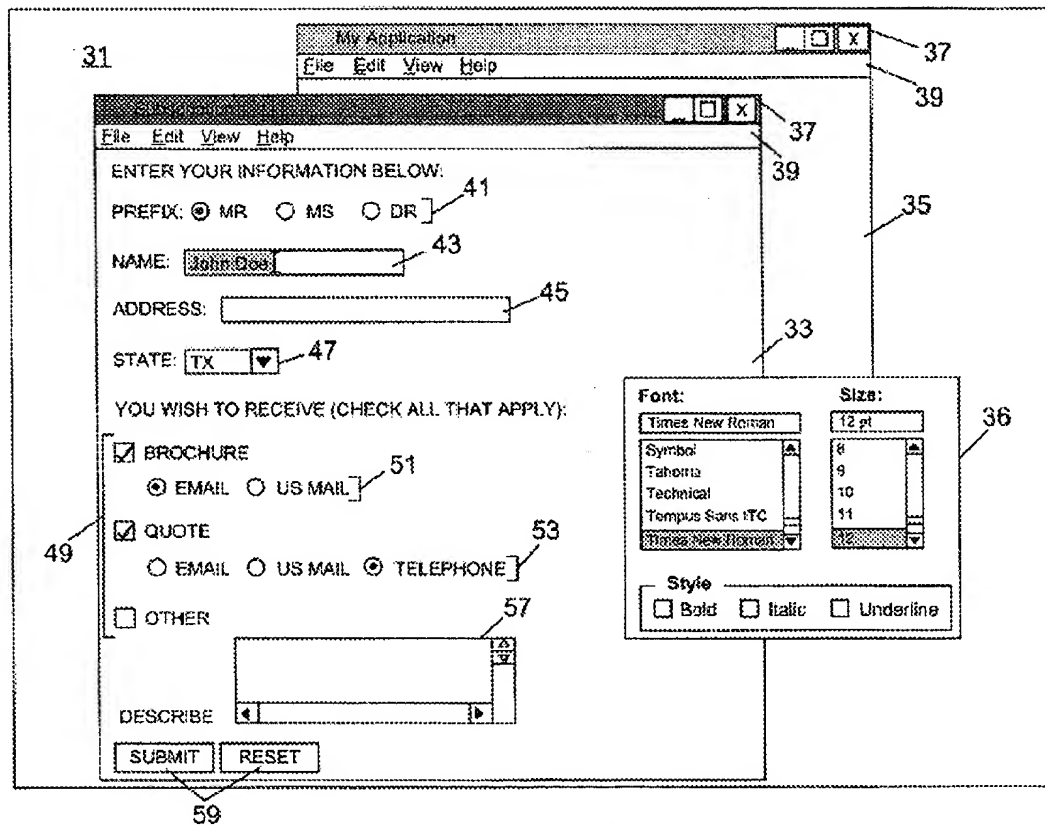 31
My Application
37
File Edit View Help
39
37
File Edit View Help
39
ENTER YOUR INFORMATION BELOW:
41
PREFIX: MR MS DR
35
NAME: John Doe
43
ADDRESS:
45
STATE: TX
47
33
YOU WISH TO RECEIVE (CHECK ALL THAT APPLY):
Font: Size:
Times New Roman 12 pt
36
Symbol 8
Tahoma 9
Technical 10
Tempus Sans ITC 11
Times New Roman 12
Style
Bold Italic Underline
BROCHURE
51
EMAIL US MAIL
49
QUOTE
53
EMAIL US MAIL TELEPHONE
OTHER
57
DESCRIBE
SUBMIT RESET
59